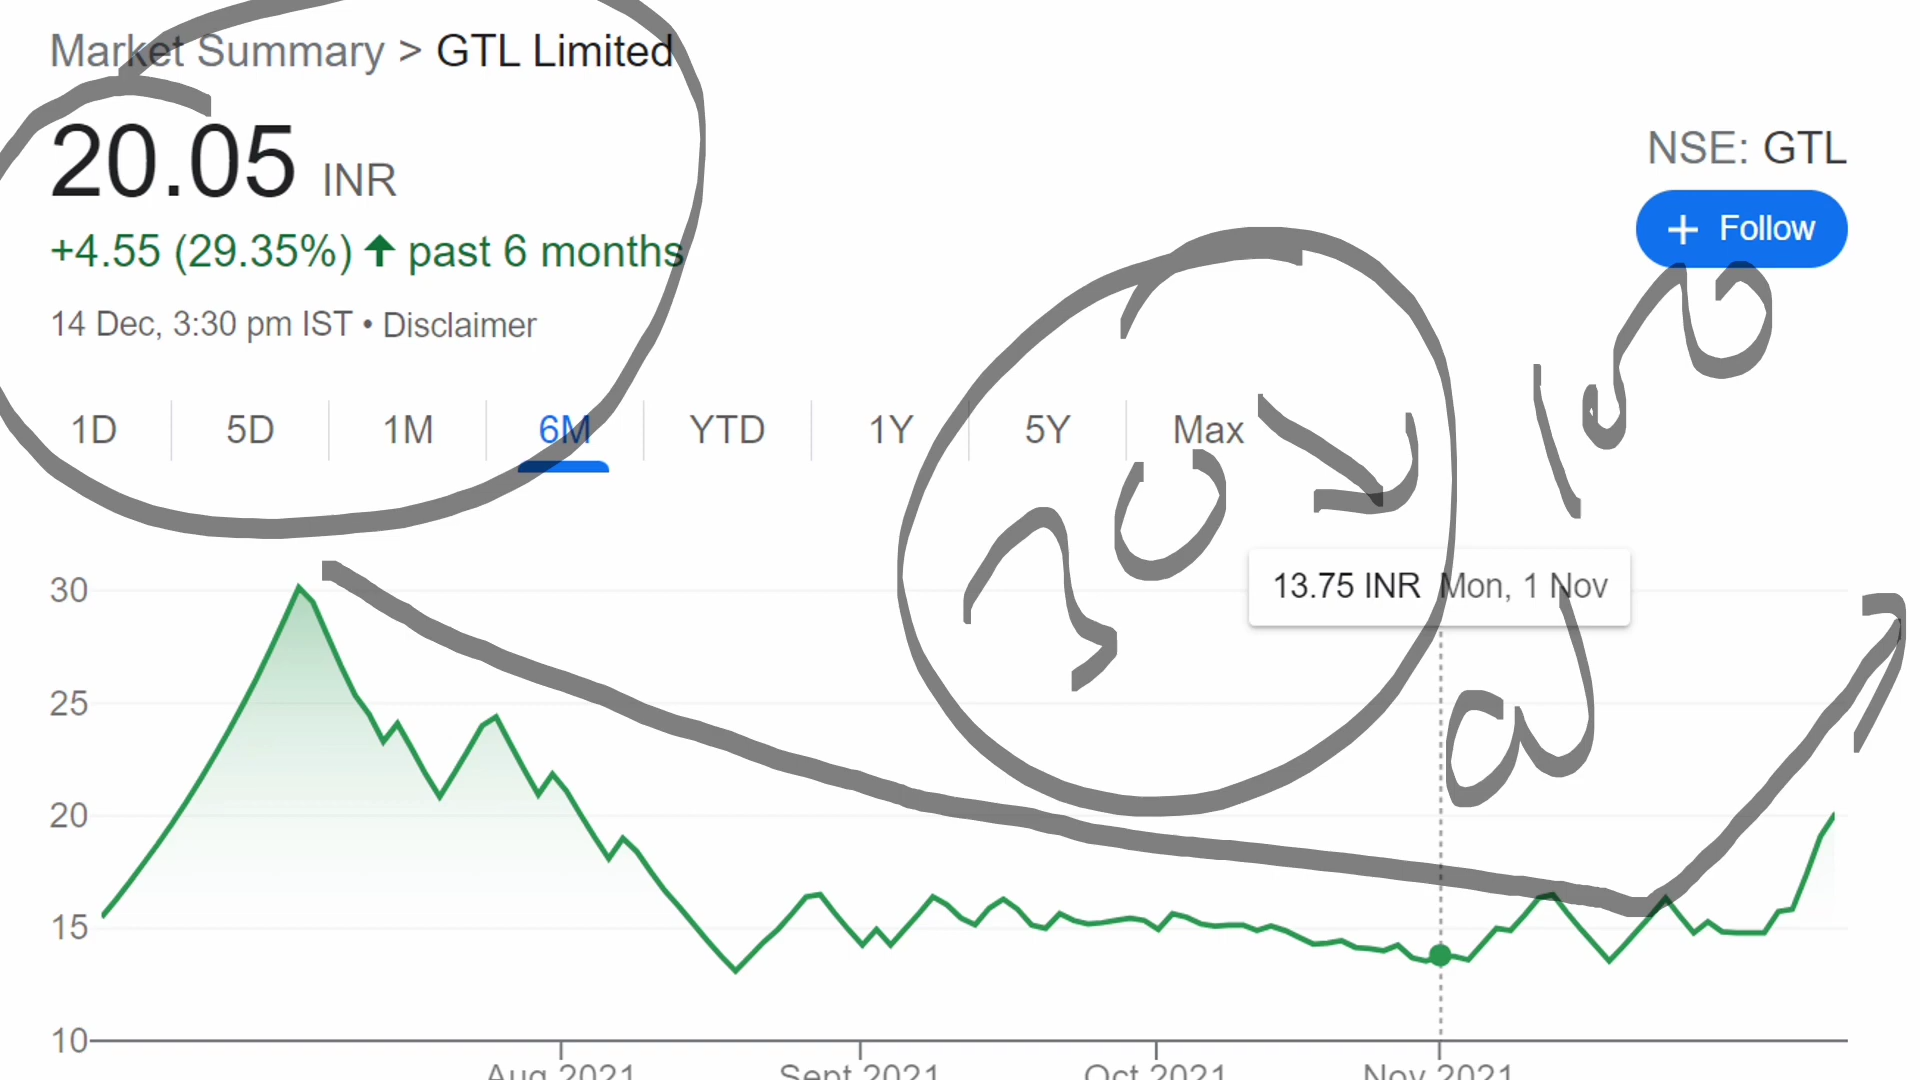 Market Summary > GTL Limited
20.05 INR
+4.55 (29.35%) ↑ past 6 months
14 Dec, 3:30 pm IST • Disclaimer
NSE: GTL
+ Follow
1D 5D 1M 6M YTD 1Y 5Y Max
13.75 INR Mon, 1 Nov
30
25
20
15
10
Aug 2021 Sept 2021 Oct 2021 Nov 2021